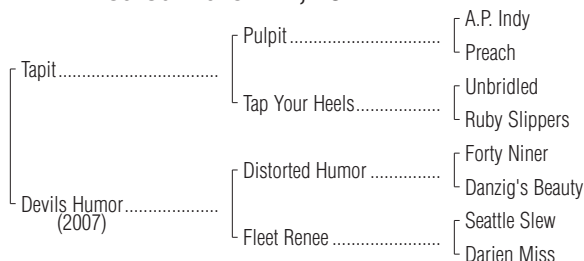 A.P. Indy
Pulpit
Preach
Tapit
Unbridled
Tap Your Heels
Ruby Slippers
Forty Niner
Distorted Humor
Danzig's Beauty
Devils Humor
(2007)
Seattle Slew
Fleet Renee
Darien Miss